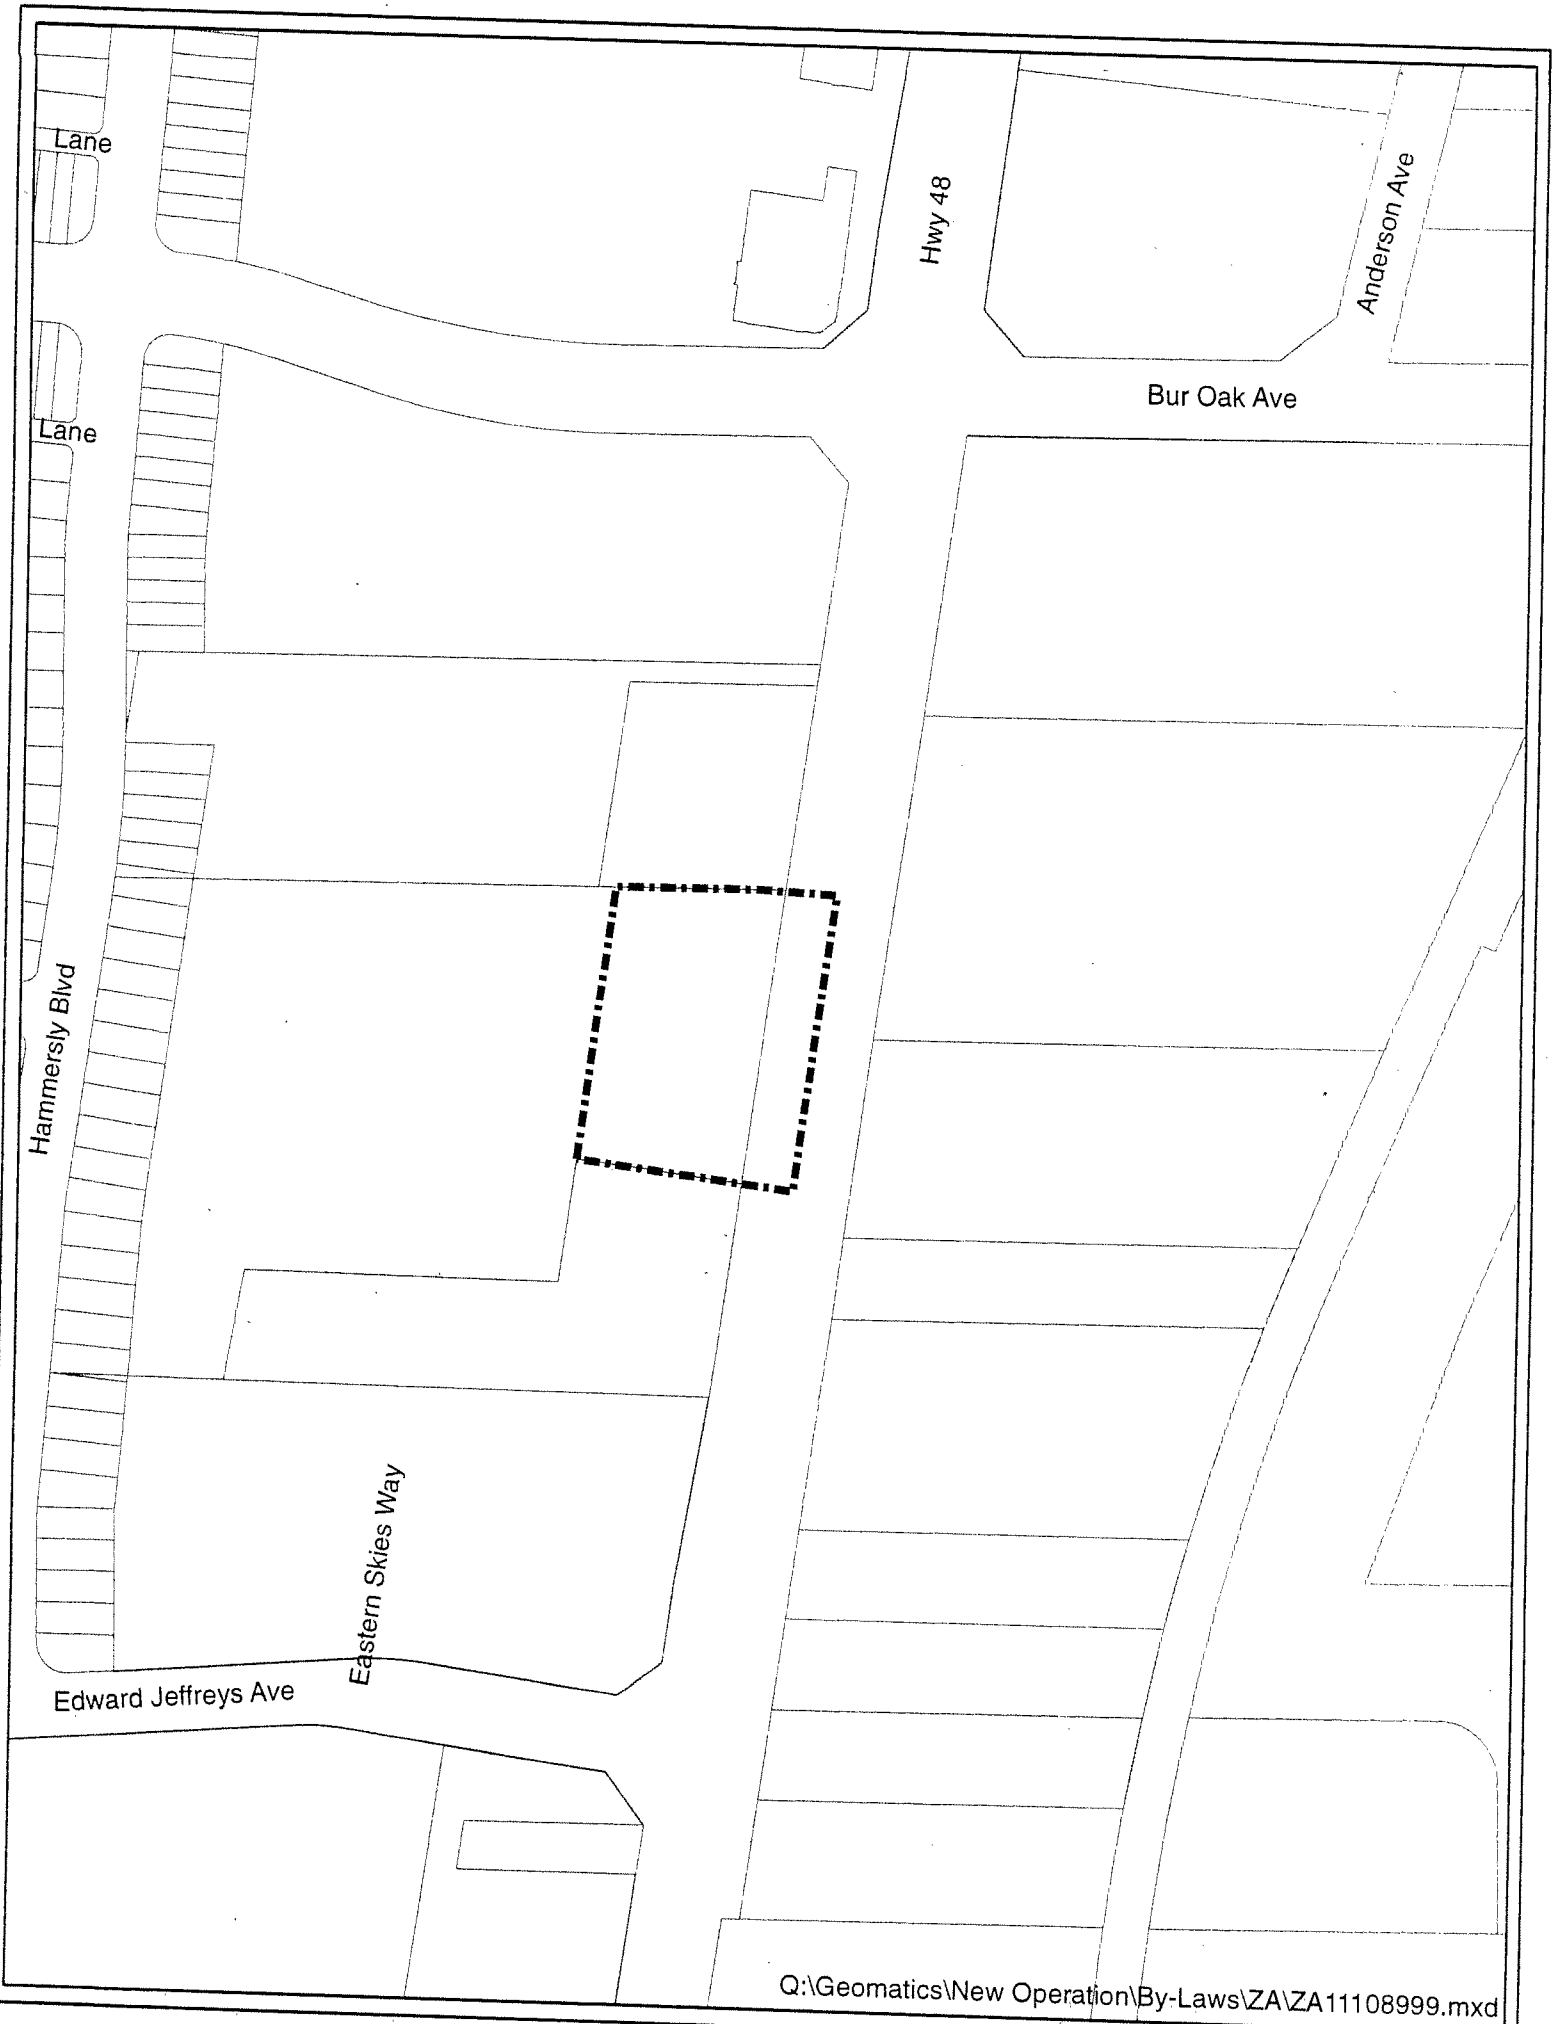 Lane
Hwy 48
Anderson Ave
Bur Oak Ave
Lane
Hammersly Blvd
Eastern Skies Way
Edward Jeffreys Ave
Q:\Geomatics\New Operation\By-Laws\ZA\ZA11108999.mxd